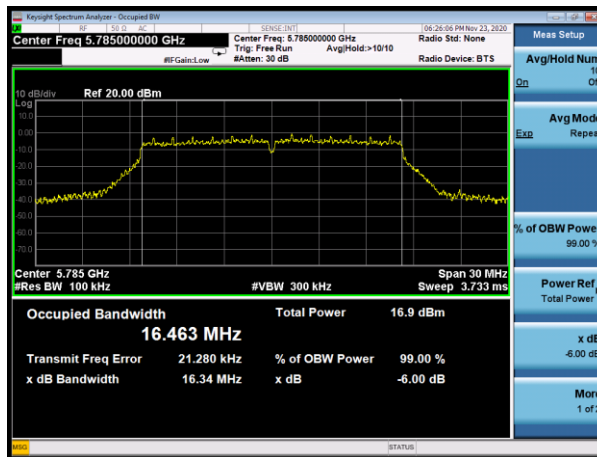 Keysight Spectrum Analyzer - Occupied BW
RF 50 Ω AC SENSE:INT 06:26:06 PM Nov 23, 2020
Center Freq 5.785000000 GHz
Center Freq: 5.785000000 GHz
Radio Std: None
Trig: Free Run Avg|Hold:>10/10
#IFGain:Low #Atten: 30 dB Radio Device: BTS
10 dB/div Ref 20.00 dBm
Log
10.0
0.00
-10.0
-20.0
-30.0
-40.0
-50.0
-60.0
-70.0
Center 5.785 GHz Span 30 MHz
#Res BW 100 kHz #VBW 300 kHz Sweep 3.733 ms
Occupied Bandwidth Total Power 16.9 dBm
16.463 MHz
Transmit Freq Error 21.280 kHz % of OBW Power 99.00 %
x dB Bandwidth 16.34 MHz x dB -6.00 dB
MSG STATUS
Meas Setup
Avg/Hold Num
10
On Of
Avg Mode
Exp Repea
% of OBW Power
99.00 %
Power Ref
Total Power
x dB
-6.00 dB
More
1 of 2